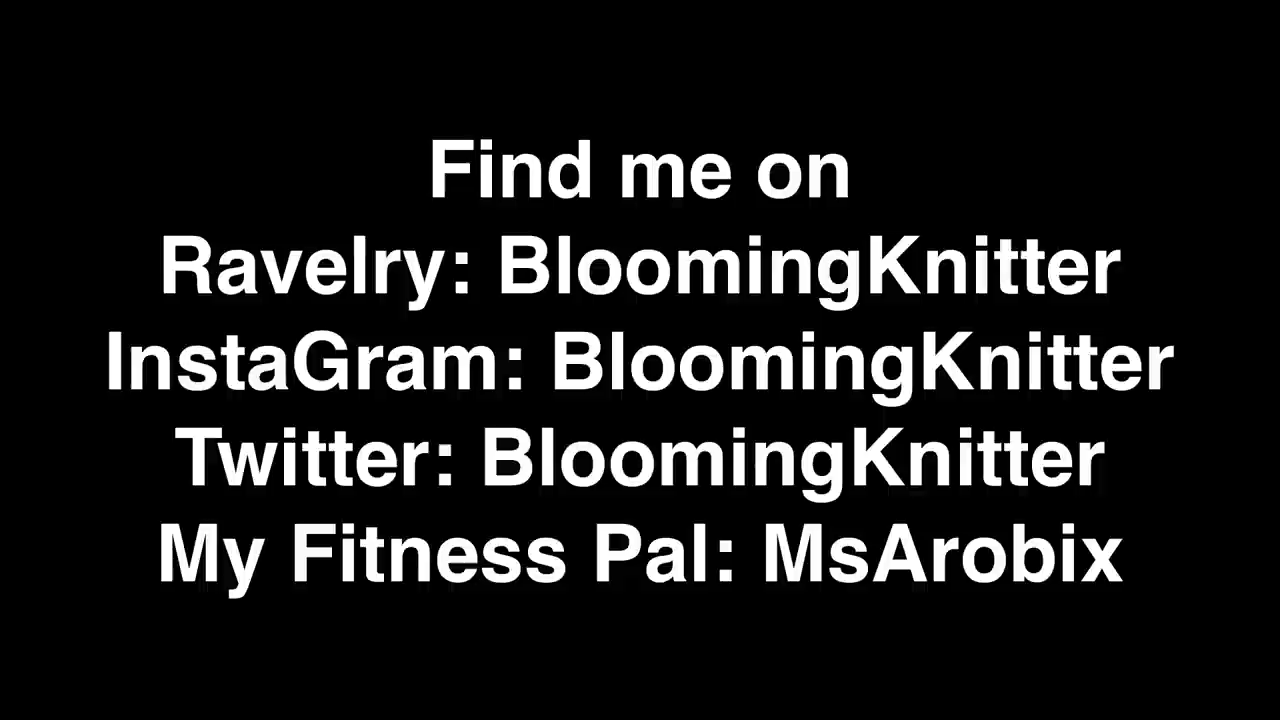 Find me on
Ravelry: BloomingKnitter
InstaGram: BloomingKnitter
Twitter: BloomingKnitter
My Fitness Pal: MsArobix